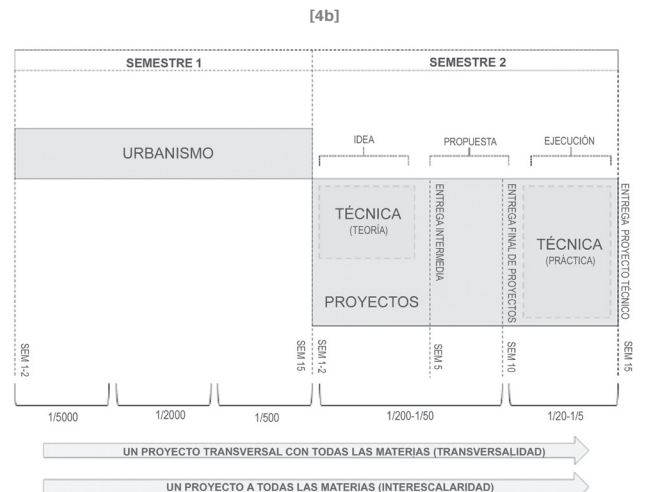 [4b]
SEMESTRE 1
SEMESTRE 2
URBANISMO
IDEA
PROPUESTA
EJECUCIÓN
TÉCNICA
(TEORÍA)
PROYECTOS
ENTREGA INTERMEDIA
ENTREGA FINAL DE PROYECTOS
TÉCNICA
(PRÁCTICA)
ENTREGA PROYECTO TÉCNICO
SEM 1-2
SEM 15
SEM 1-2
SEM 5
SEM 10
SEM 15
1/5000
1/2000
1/500
1/200-1/50
1/20-1/5
UN PROYECTO TRANSVERSAL CON TODAS LAS MATERIAS (TRANSVERSALIDAD)
UN PROYECTO A TODAS LAS MATERIAS (INTERESCALARIDAD)